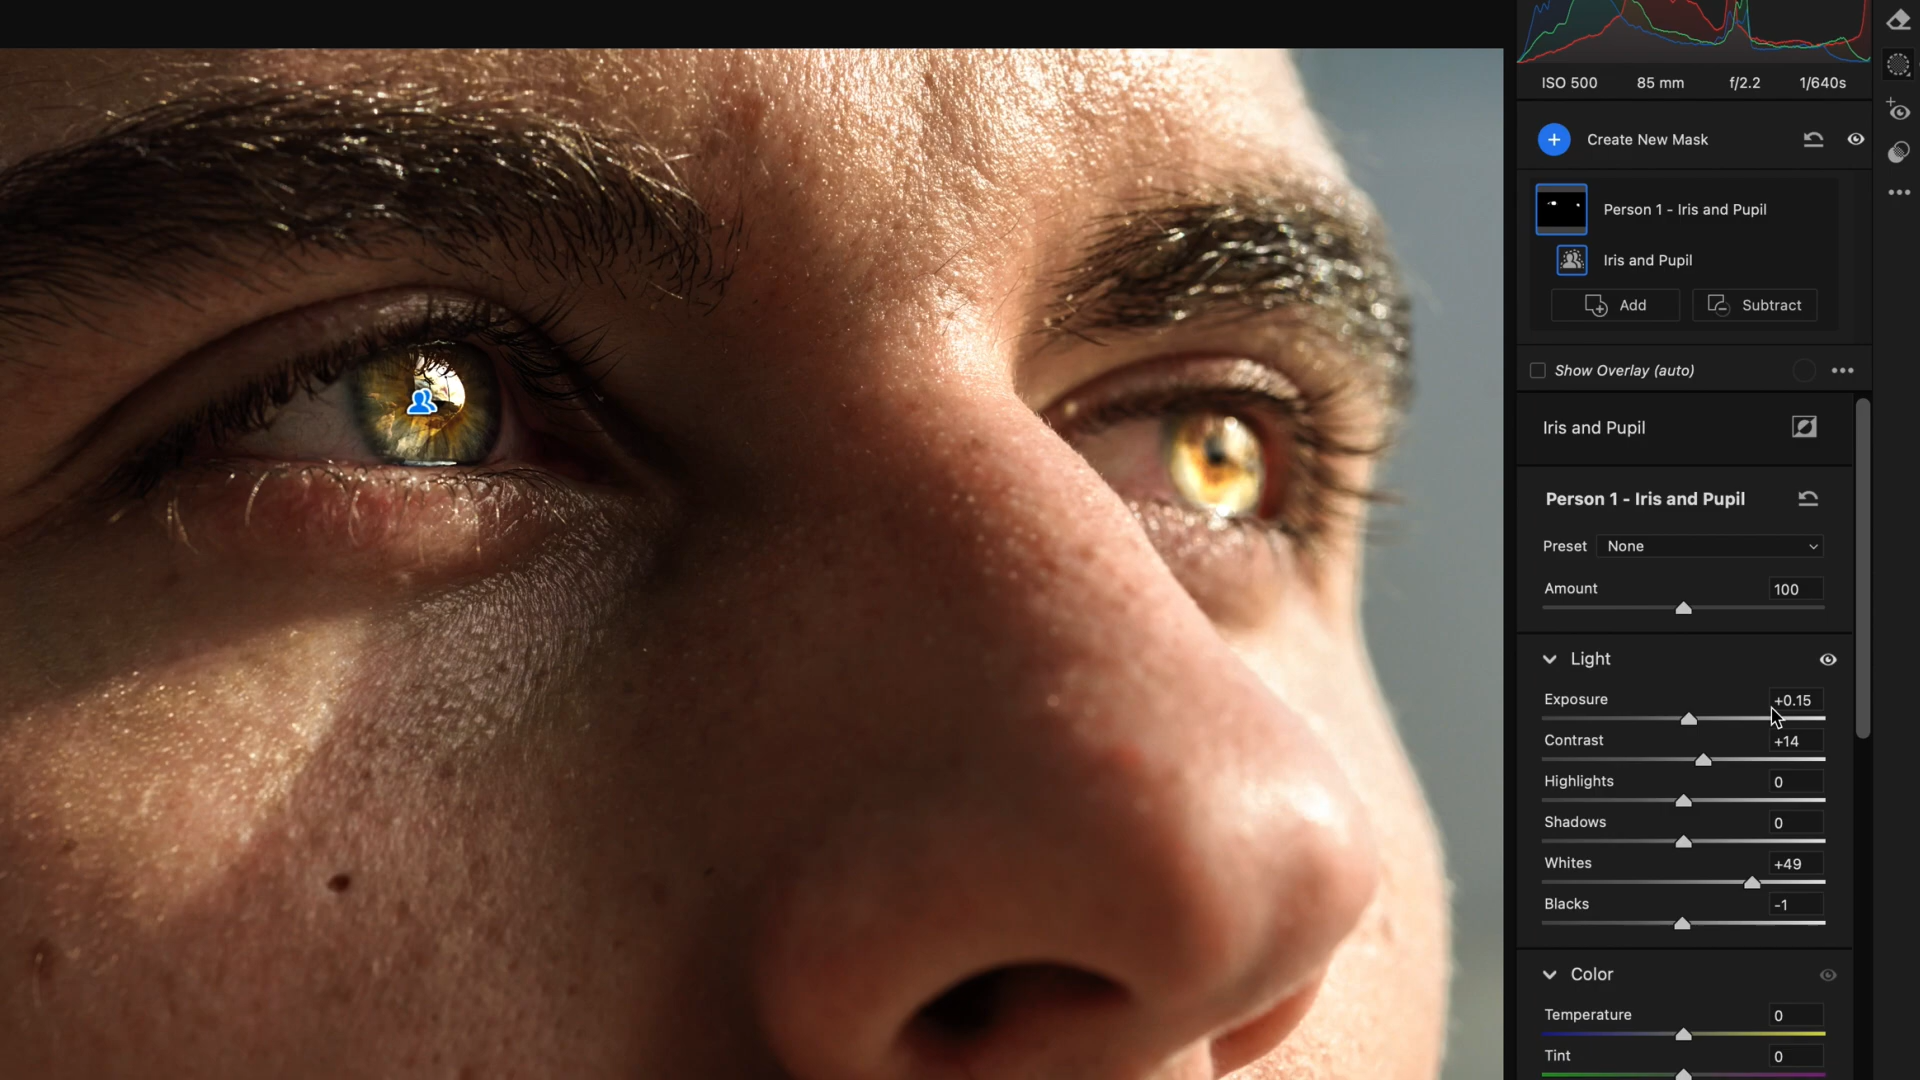 ISO 500 85 mm f/2.2 1/640s
Create New Mask
Person 1 - Iris and Pupil
Iris and Pupil
Add Subtract
Show Overlay (auto)
Iris and Pupil
Person 1 - Iris and Pupil
Preset None
Amount 100
Light
Exposure +0.15
Contrast +14
Highlights 0
Shadows 0
Whites +49
Blacks -1
Color
Temperature 0
Tint 0